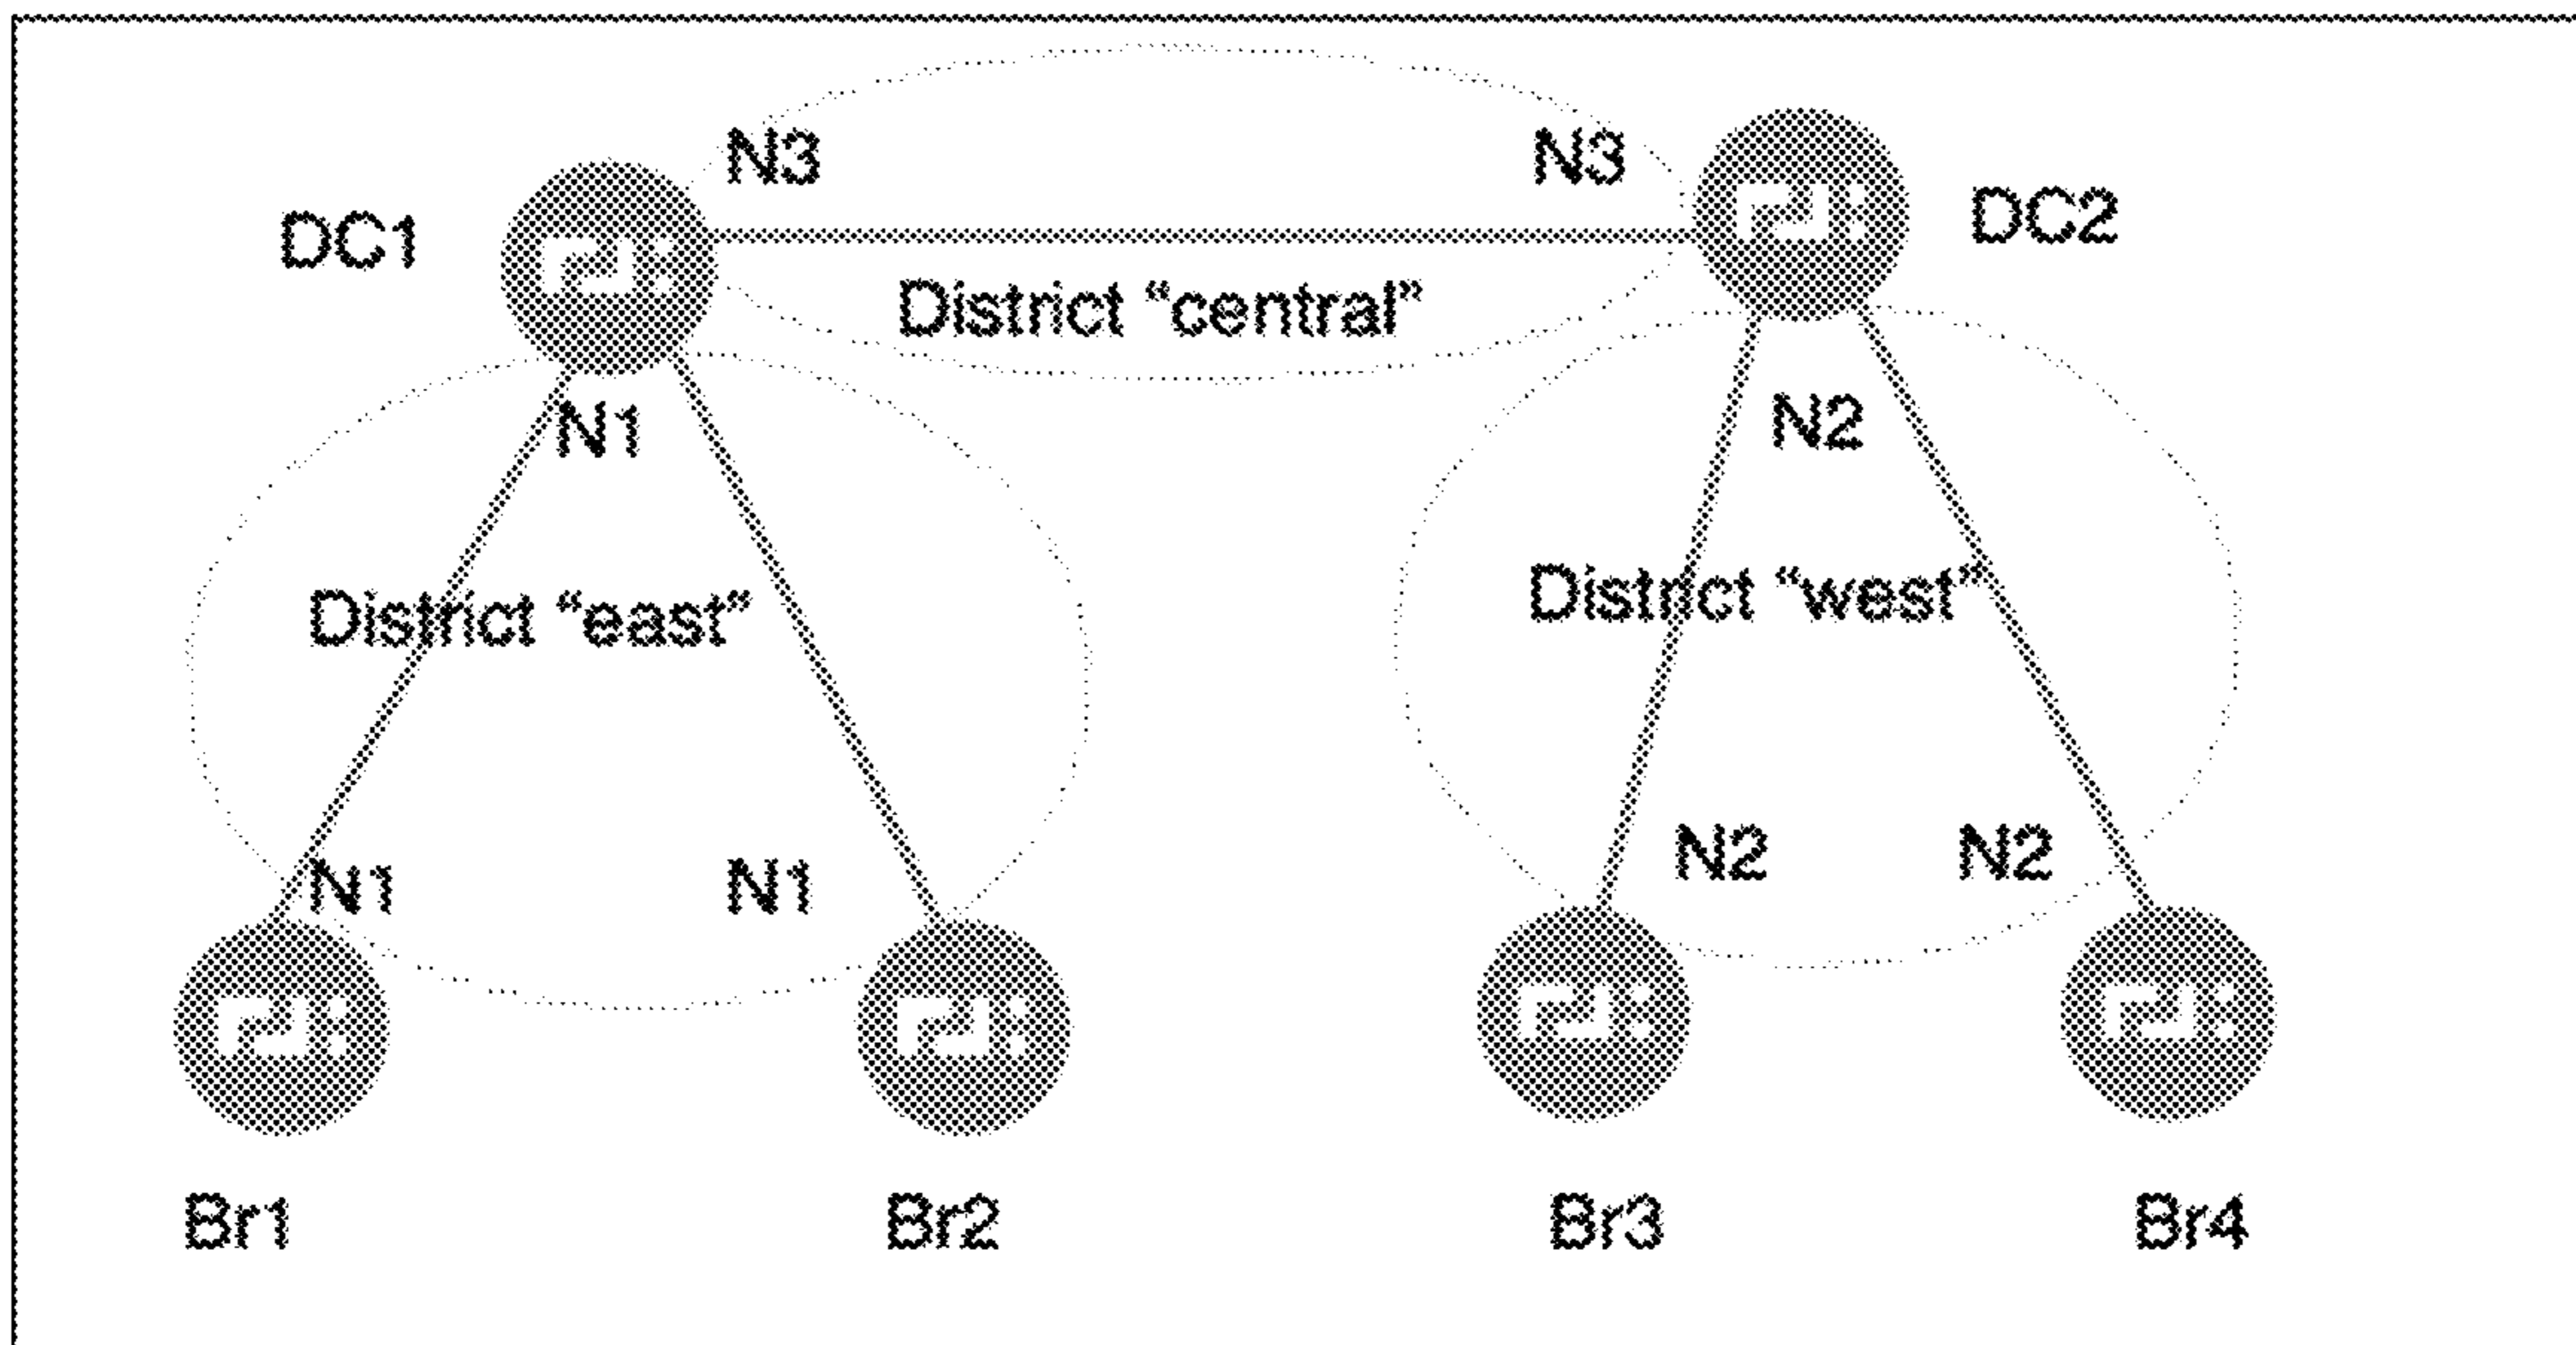 N3
N3
DC1
DC2
District “central”
N1
N2
District “east”
District “west”
N1
N1
N2
N2
Br1
Br2
Br3
Br4